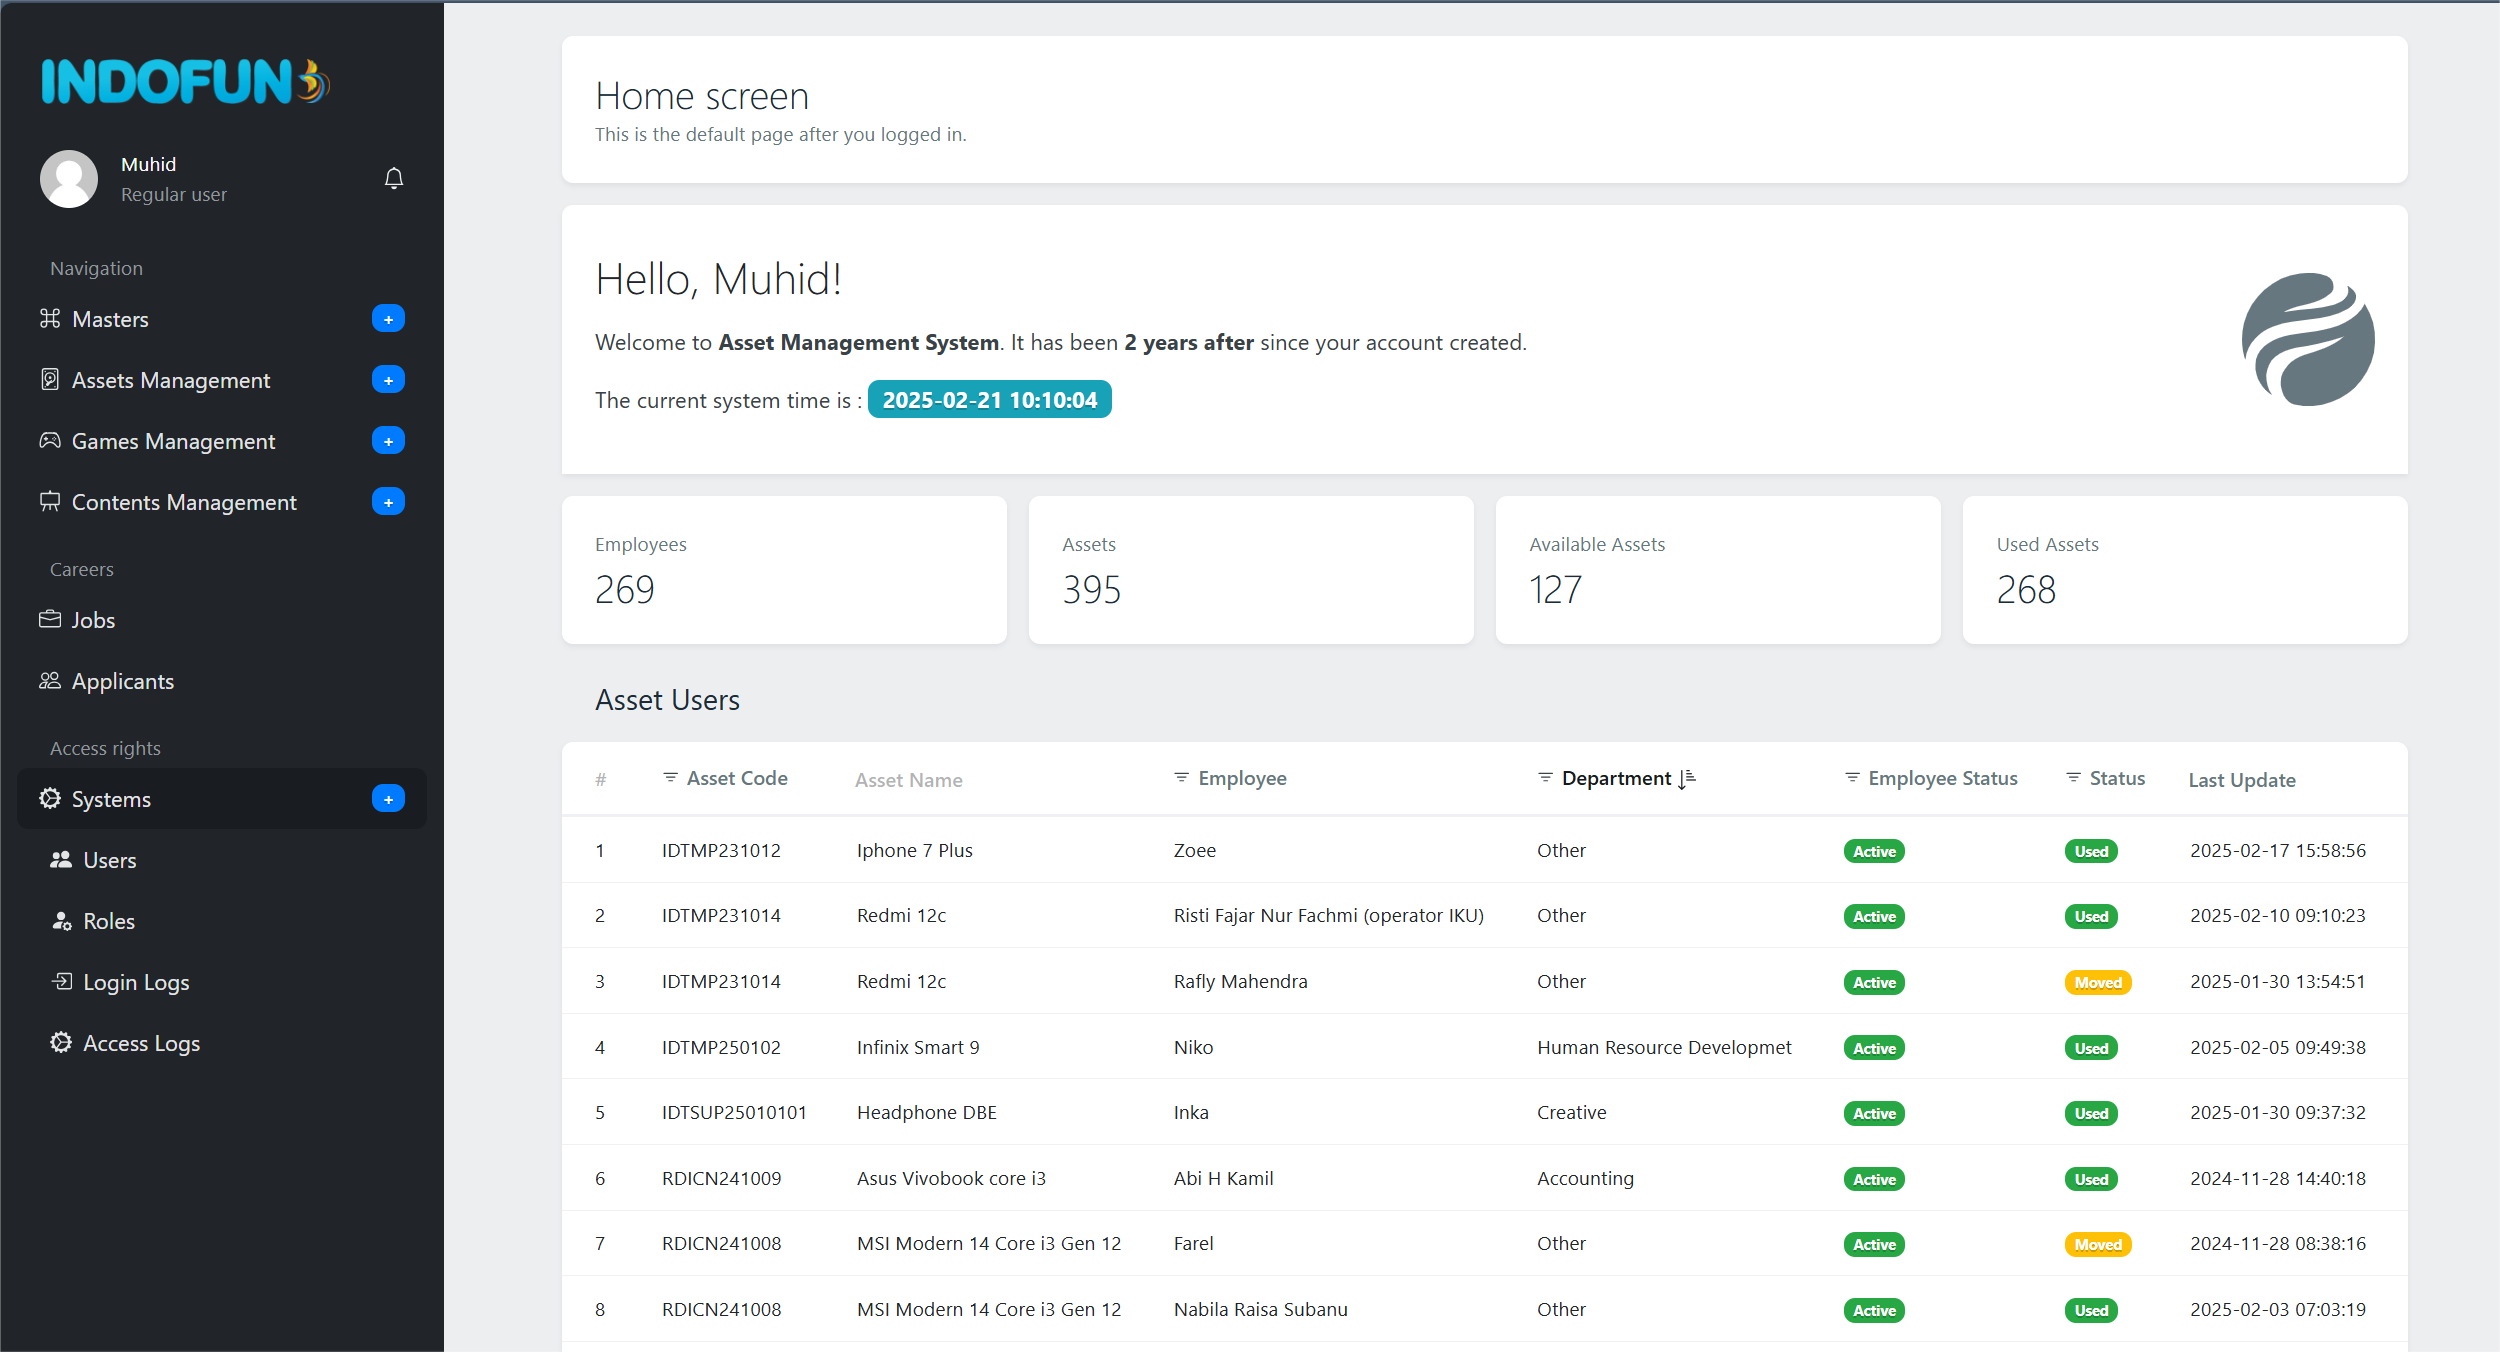 INDOFUN
Muhid
Regular user
Navigation
Masters +
Assets Management +
Games Management +
Contents Management +
Careers
Jobs
Applicants
Access rights
Systems +
Users
Roles
Login Logs
Access Logs
Home screen
This is the default page after you logged in.
Hello, Muhid!
Welcome to Asset Management System. It has been 2 years after since your account created.
The current system time is : 2025-02-21 10:10:04
Employees
269
Assets
395
Available Assets
127
Used Assets
268
Asset Users
# Asset Code Asset Name Employee Department Employee Status Status Last Update
1 IDTMP231012 Iphone 7 Plus Zoee Other Active Used 2025-02-17 15:58:56
2 IDTMP231014 Redmi 12c Risti Fajar Nur Fachmi (operator IKU) Other Active Used 2025-02-10 09:10:23
3 IDTMP231014 Redmi 12c Rafly Mahendra Other Active Moved 2025-01-30 13:54:51
4 IDTMP250102 Infinix Smart 9 Niko Human Resource Developmet Active Used 2025-02-05 09:49:38
5 IDTSUP25010101 Headphone DBE Inka Creative Active Used 2025-01-30 09:37:32
6 RDICN241009 Asus Vivobook core i3 Abi H Kamil Accounting Active Used 2024-11-28 14:40:18
7 RDICN241008 MSI Modern 14 Core i3 Gen 12 Farel Other Active Moved 2024-11-28 08:38:16
8 RDICN241008 MSI Modern 14 Core i3 Gen 12 Nabila Raisa Subanu Other Active Used 2025-02-03 07:03:19